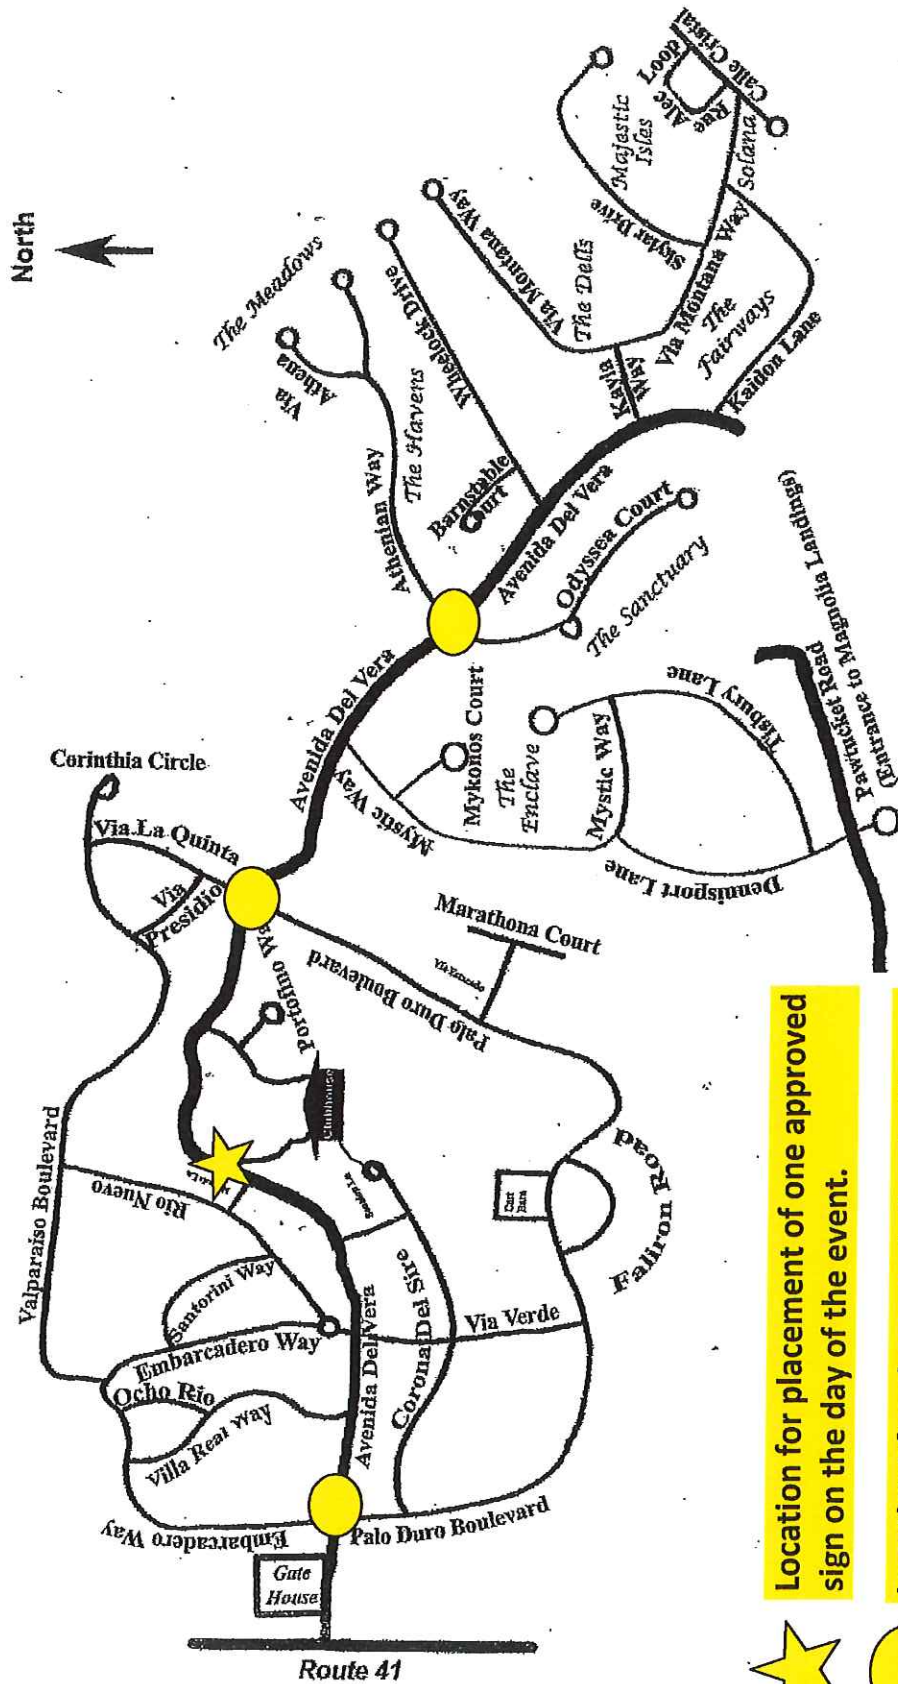 North
The Meadows
Via
Athena
Athenian Way
The Havens
Wheelock Drive
Barnstable
Court
Via Montana Way
The Dells
Kayla
Way
Majestic
Isles
Skylar Drive
Alec
Loop
Rue
Calle Cristal
Solana
Via Montana Way
The
Fairways
Kaidon Lane
Avenida Del Vera
Odyssea Court
The Sanctuary
Corinthia Circle
Via La Quinta
Via
Presidio
Avenida Del Vera
Mystic Way
Mykonos Court
The
Enclave
Mystic Way
Tisbury Lane
Dennisport Lane
Pawtucket Road
(Entrance to Magnolia Landings)
Portofino Wa
Palo Duro Boulevard
Marathona Court
Clubhouse
Valparaiso Boulevard
Rio Nuevo
Santorini Way
Embarcadero Way
Ocho Rio
Villa Real Way
Avenida Del Vera
Corona Del Sire
Via Verde
Cart
Barn
Faliron Road
Embarcadero Way
Palo Duro Boulevard
Gate
House
Route 41
Location for placement of one approved
sign on the day of the event.